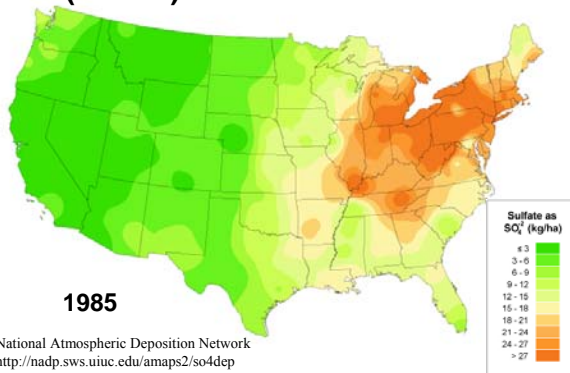 1985
Sulfate as
SO₄²⁻ (kg/ha)
≤ 3
3 - 6
6 - 9
9 - 12
12 - 15
15 - 18
18 - 21
21 - 24
24 - 27
> 27
National Atmospheric Deposition Network
http://nadp.sws.uiuc.edu/amaps2/so4dep